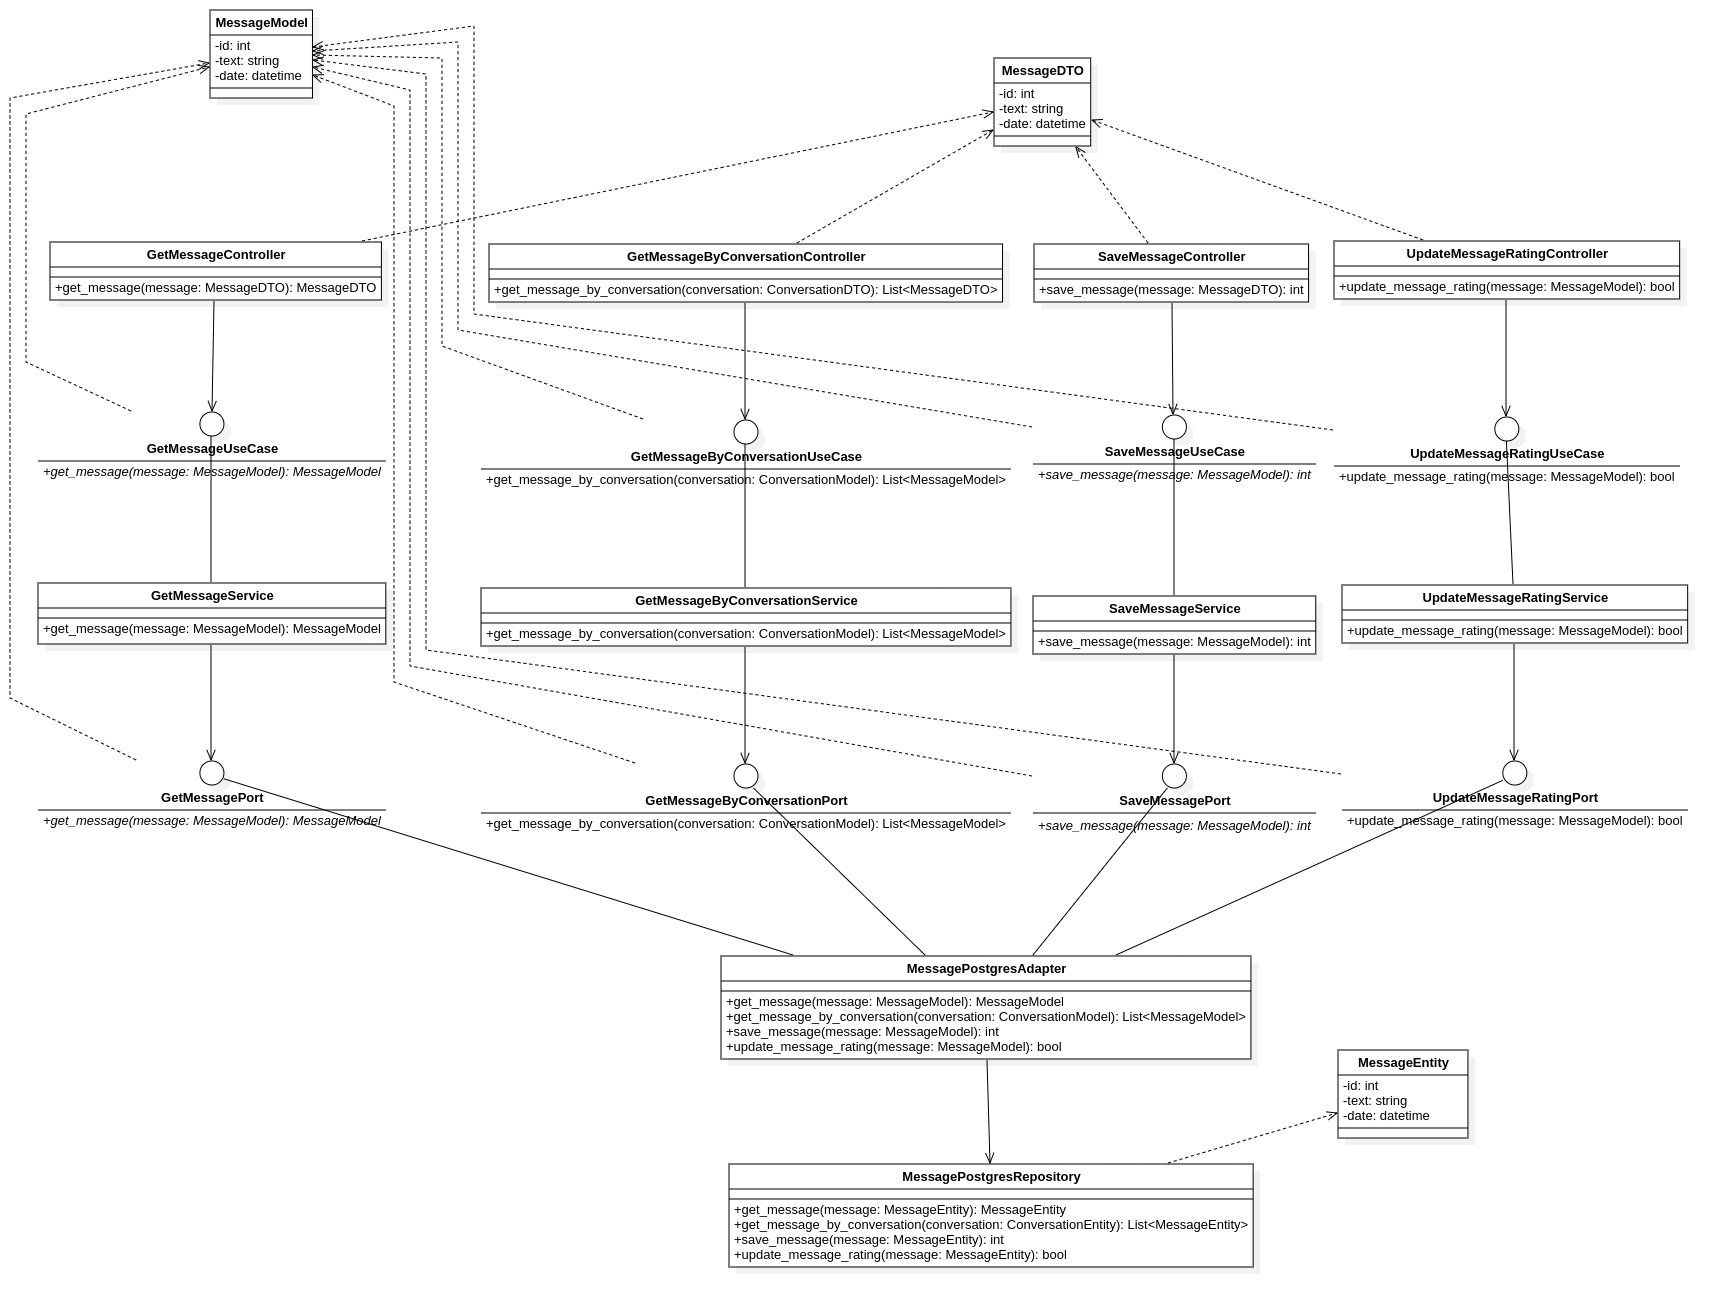 MessageModel
-id: int
-text: string
-date: datetime
MessageDTO
-id: int
-text: string
-date: datetime
GetMessageController
+get_message(message: MessageDTO): MessageDTO
GetMessageByConversationController
+get_message_by_conversation(conversation: ConversationDTO): List<MessageDTO>
SaveMessageController
+save_message(message: MessageDTO): int
UpdateMessageRatingController
+update_message_rating(message: MessageModel): bool
GetMessageUseCase
+get_message(message: MessageModel): MessageModel
GetMessageByConversationUseCase
+get_message_by_conversation(conversation: ConversationModel): List<MessageModel>
SaveMessageUseCase
+save_message(message: MessageModel): int
UpdateMessageRatingUseCase
+update_message_rating(message: MessageModel): bool
GetMessageService
+get_message(message: MessageModel): MessageModel
GetMessageByConversationService
+get_message_by_conversation(conversation: ConversationModel): List<MessageModel>
SaveMessageService
+save_message(message: MessageModel): int
UpdateMessageRatingService
+update_message_rating(message: MessageModel): bool
GetMessagePort
+get_message(message: MessageModel): MessageModel
GetMessageByConversationPort
+get_message_by_conversation(conversation: ConversationModel): List<MessageModel>
SaveMessagePort
+save_message(message: MessageModel): int
UpdateMessageRatingPort
+update_message_rating(message: MessageModel): bool
MessagePostgresAdapter
+get_message(message: MessageModel): MessageModel
+get_message_by_conversation(conversation: ConversationModel): List<MessageModel>
+save_message(message: MessageModel): int
+update_message_rating(message: MessageModel): bool
MessageEntity
-id: int
-text: string
-date: datetime
MessagePostgresRepository
+get_message(message: MessageEntity): MessageEntity
+get_message_by_conversation(conversation: ConversationEntity): List<MessageEntity>
+save_message(message: MessageEntity): int
+update_message_rating(message: MessageEntity): bool